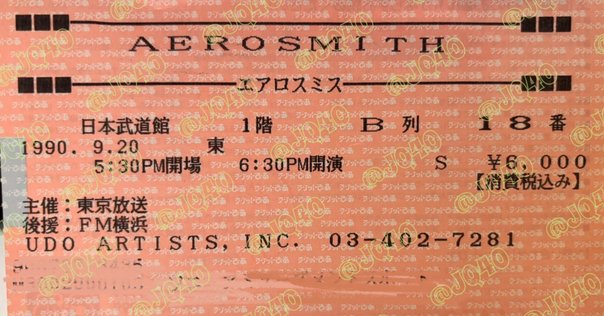 AEROSMITH
エアロスミス
日本武道館 1階 B列 18番
1990. 9.20 東
5:30PM開場 6:30PM開演 S ¥6,000
【消費税込み】
主催：東京放送
後援：FM横浜
UDO ARTISTS, INC. 03-402-7281
@JQ4O